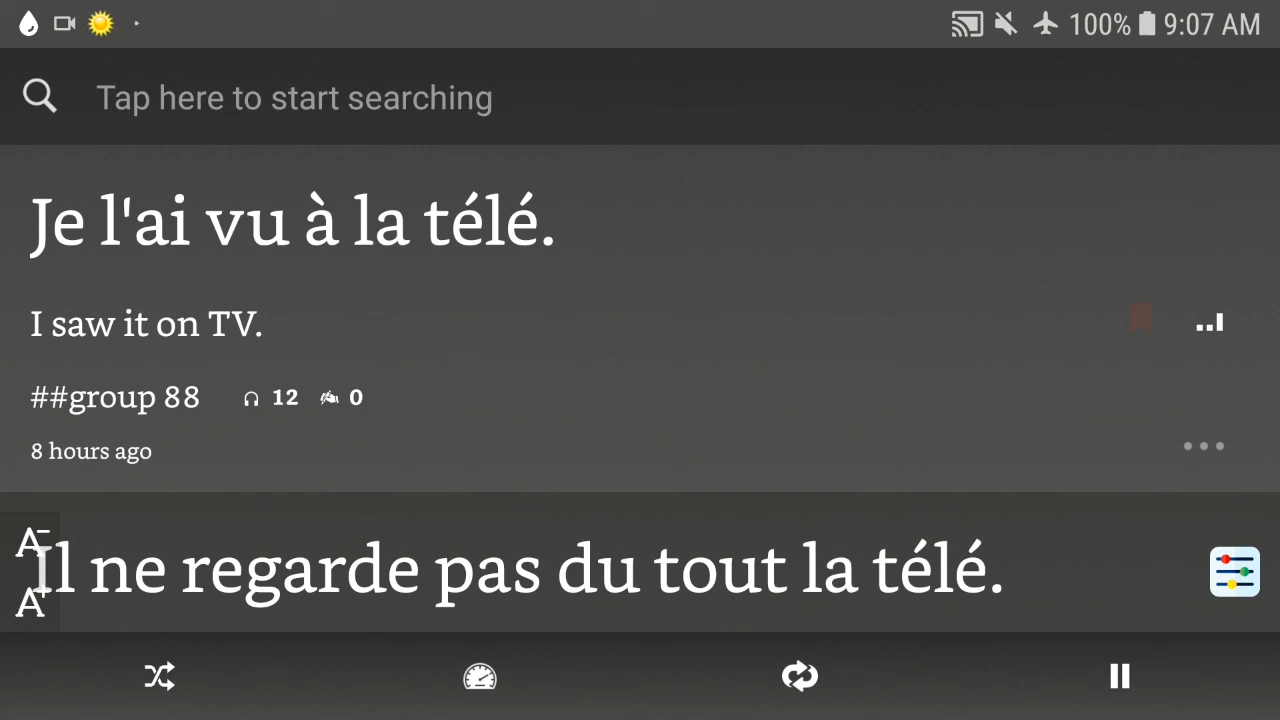 100% 9:07 AM
Tap here to start searching
Je l'ai vu à la télé.
I saw it on TV.
##group 88 12 0
8 hours ago
A-
Il ne regarde pas du tout la télé.
A+